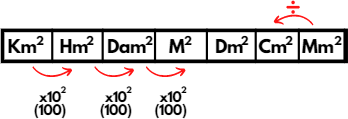 ÷
Km² Hm² Dam² M² Dm² Cm² Mm²
x10² x10² x10²
(100) (100) (100)